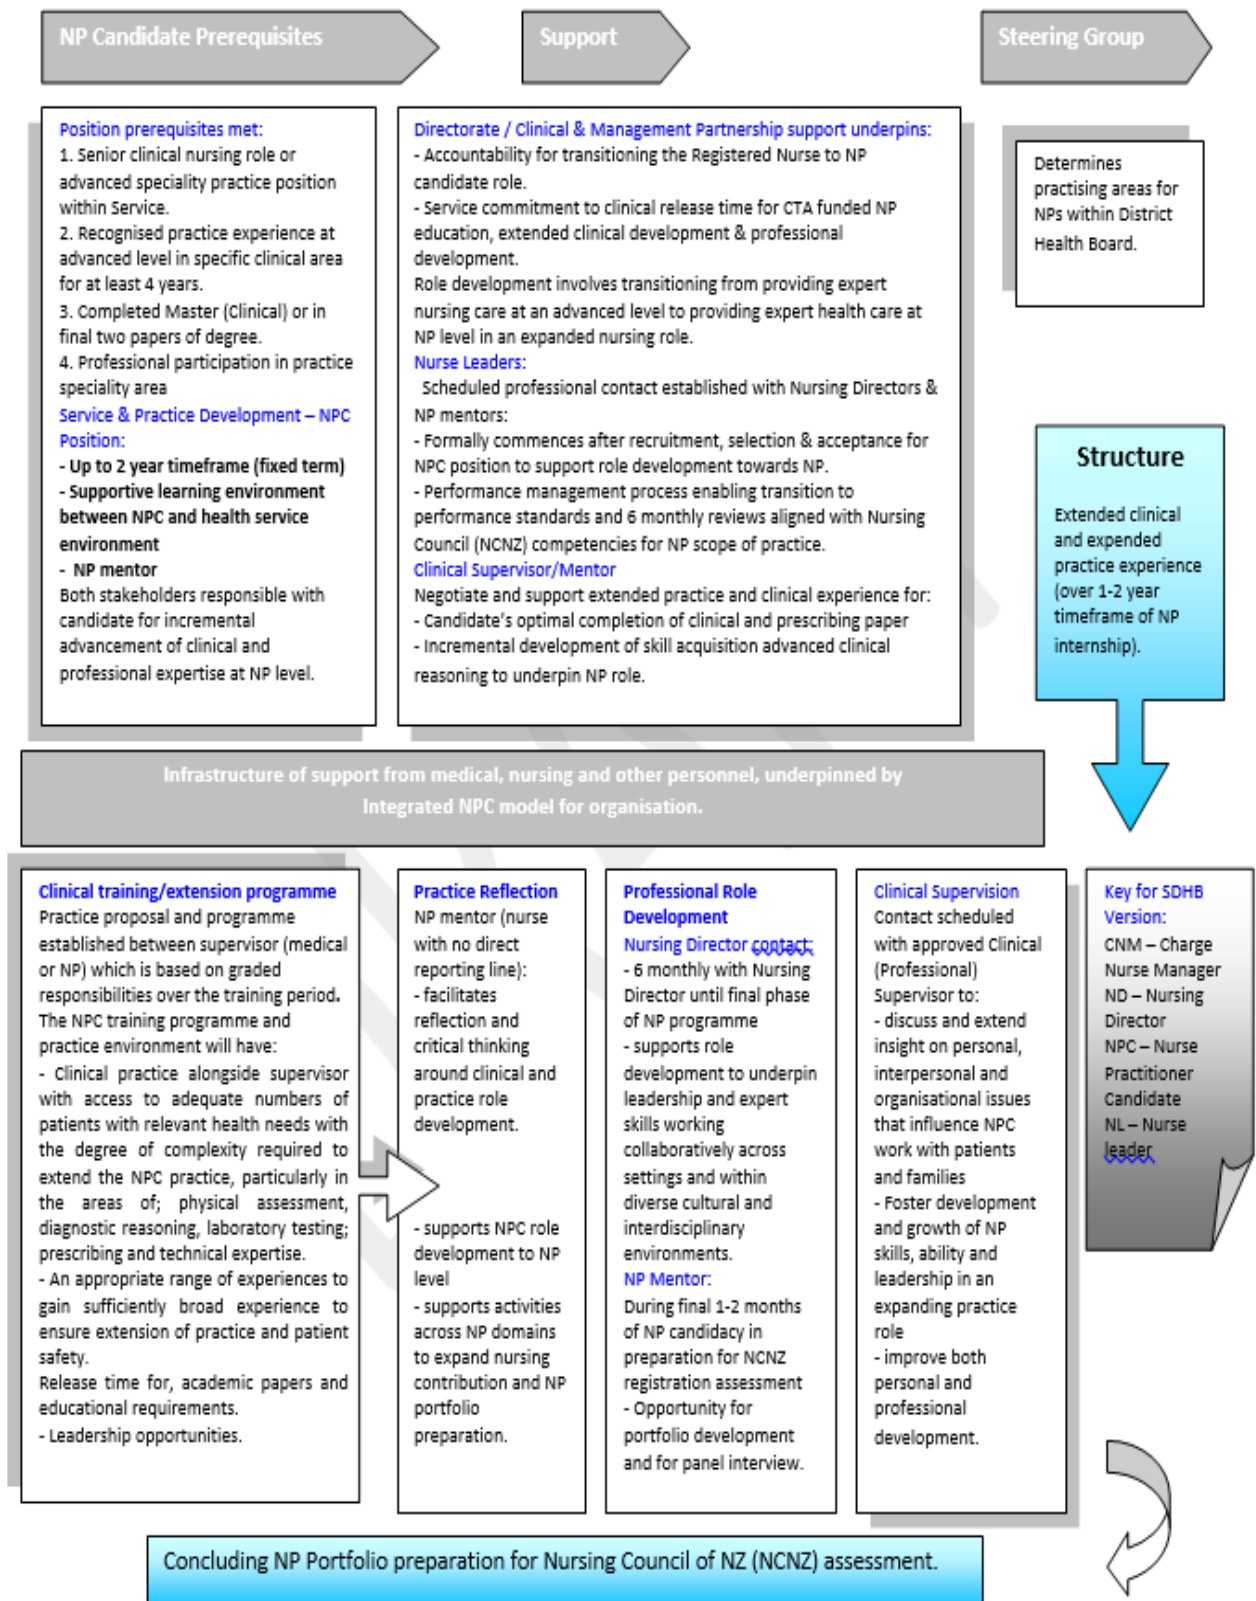 NP Candidate Prerequisites
Support
Steering Group
Position prerequisites met:
1. Senior clinical nursing role or
advanced speciality practice position
within Service.
2. Recognised practice experience at
advanced level in specific clinical area
for at least 4 years.
3. Completed Master (Clinical) or in
final two papers of degree.
4. Professional participation in practice
speciality area
Service & Practice Development – NPC
Position:
- Up to 2 year timeframe (fixed term)
- Supportive learning environment
between NPC and health service
environment
- NP mentor
Both stakeholders responsible with
candidate for incremental
advancement of clinical and
professional expertise at NP level.
Directorate / Clinical & Management Partnership support underpins:
- Accountability for transitioning the Registered Nurse to NP
candidate role.
- Service commitment to clinical release time for CTA funded NP
education, extended clinical development & professional
development.
Role development involves transitioning from providing expert
nursing care at an advanced level to providing expert health care at
NP level in an expanded nursing role.
Nurse Leaders:
Scheduled professional contact established with Nursing Directors &
NP mentors:
- Formally commences after recruitment, selection & acceptance for
NPC position to support role development towards NP.
- Performance management process enabling transition to
performance standards and 6 monthly reviews aligned with Nursing
Council (NCNZ) competencies for NP scope of practice.
Clinical Supervisor/Mentor
Negotiate and support extended practice and clinical experience for:
- Candidate's optimal completion of clinical and prescribing paper
- Incremental development of skill acquisition advanced clinical
reasoning to underpin NP role.
Determines
practising areas for
NPs within District
Health Board.
Structure
Extended clinical
and expended
practice experience
(over 1-2 year
timeframe of NP
internship).
Infrastructure of support from medical, nursing and other personnel, underpinned by
Integrated NPC model for organisation.
Clinical training/extension programme
Practice proposal and programme
established between supervisor (medical
or NP) which is based on graded
responsibilities over the training period.
The NPC training programme and
practice environment will have:
- Clinical practice alongside supervisor
with access to adequate numbers of
patients with relevant health needs with
the degree of complexity required to
extend the NPC practice, particularly in
the areas of; physical assessment,
diagnostic reasoning, laboratory testing;
prescribing and technical expertise.
- An appropriate range of experiences to
gain sufficiently broad experience to
ensure extension of practice and patient
safety.
Release time for, academic papers and
educational requirements.
- Leadership opportunities.
Practice Reflection
NP mentor (nurse
with no direct
reporting line):
- facilitates
reflection and
critical thinking
around clinical and
practice role
development.
- supports NPC role
development to NP
level
- supports activities
across NP domains
to expand nursing
contribution and NP
portfolio
preparation.
Professional Role
Development
Nursing Director contact:
- 6 monthly with Nursing
Director until final phase
of NP programme
- supports role
development to underpin
leadership and expert
skills working
collaboratively across
settings and within
diverse cultural and
interdisciplinary
environments.
NP Mentor:
During final 1-2 months
of NP candidacy in
preparation for NCNZ
registration assessment
- Opportunity for
portfolio development
and for panel interview.
Clinical Supervision
Contact scheduled
with approved Clinical
(Professional)
Supervisor to:
- discuss and extend
insight on personal,
interpersonal and
organisational issues
that influence NPC
work with patients
and families
- Foster development
and growth of NP
skills, ability and
leadership in an
expanding practice
role
- improve both
personal and
professional
development.
Key for SDHB
Version:
CNM – Charge
Nurse Manager
ND – Nursing
Director
NPC – Nurse
Practitioner
Candidate
NL – Nurse
leader
Concluding NP Portfolio preparation for Nursing Council of NZ (NCNZ) assessment.